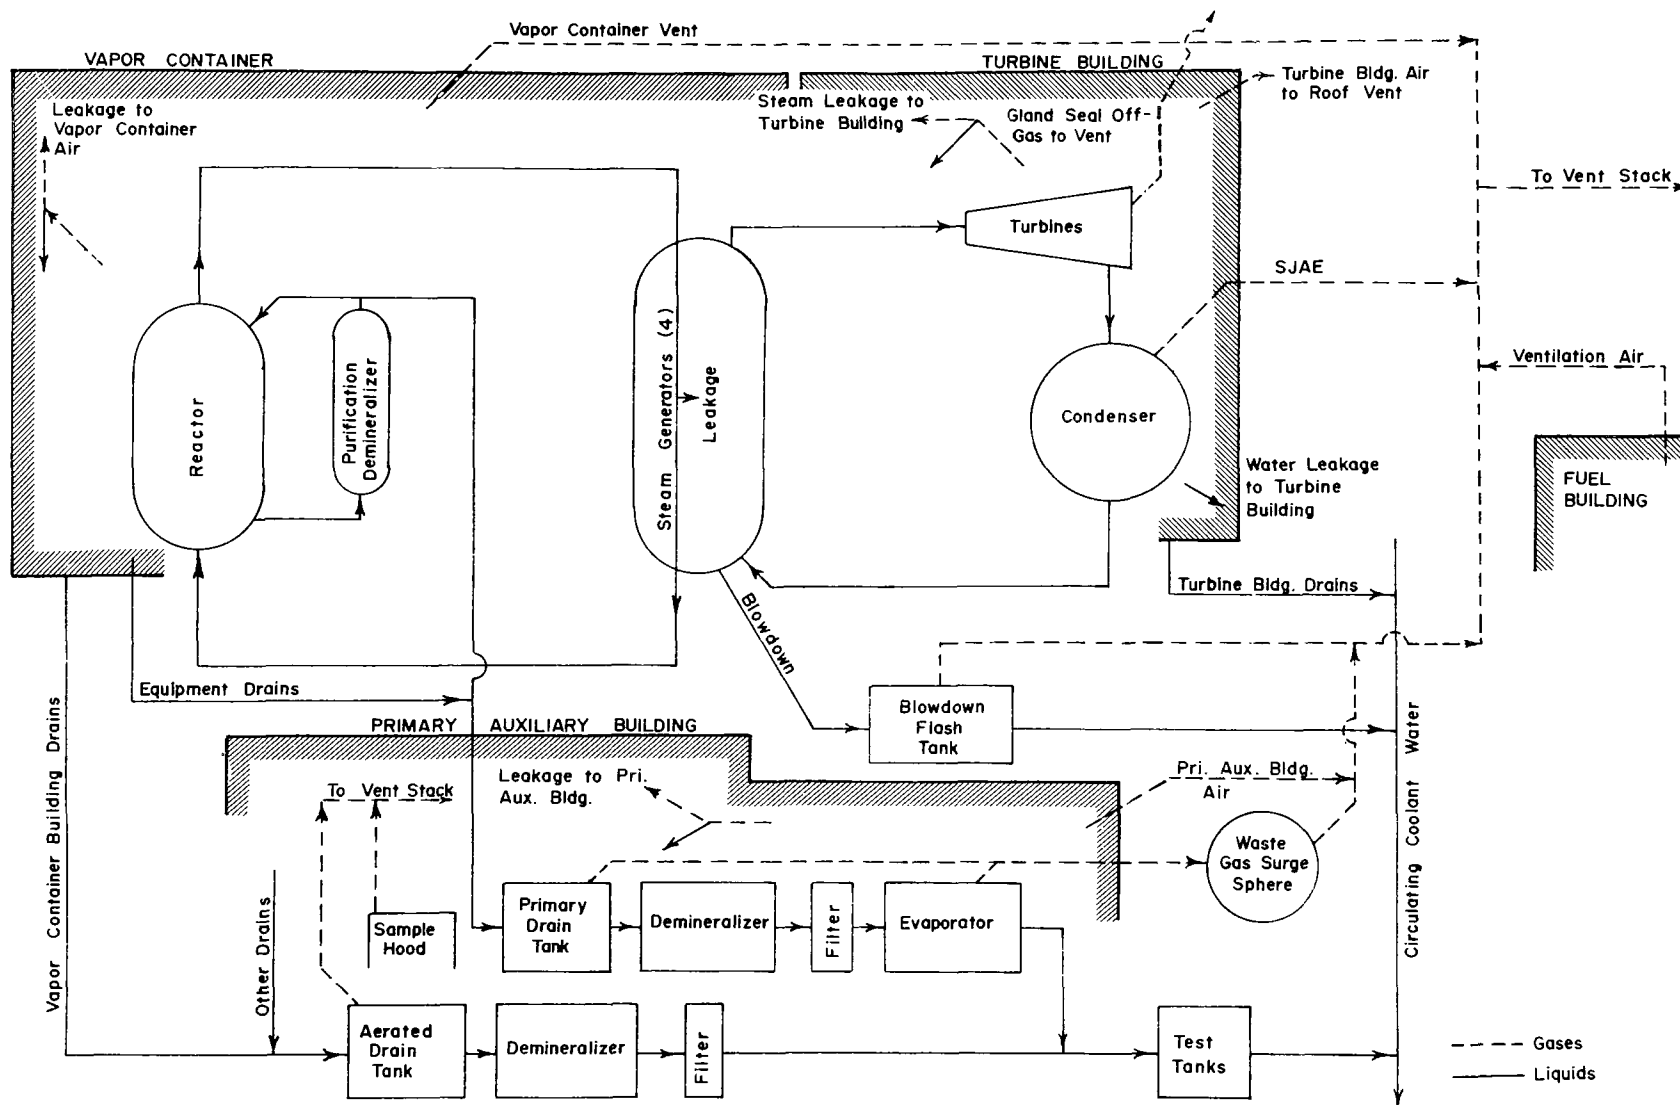 Vapor Container Vent
VAPOR CONTAINER
TURBINE BUILDING
Turbine Bldg. Air
to Roof Vent
Leakage to
Vapor Container
Air
Steam Leakage to
Turbine Building
Gland Seal Off-
Gas to Vent
To Vent Stack
Turbines
SJAE
Reactor
Purification
Demineralizer
Steam Generators (4)
Leakage
Condenser
Ventilation Air
FUEL
BUILDING
Water Leakage
to Turbine
Building
Turbine Bldg. Drains
Blowdown
Equipment Drains
Blowdown
Flash
Tank
Vapor Container Building Drains
PRIMARY AUXILIARY BUILDING
Leakage to Pri.
Aux. Bldg.
To Vent Stack
Pri. Aux. Bldg.
Air
Circulating Coolant Water
Waste
Gas Surge
Sphere
Other Drains
Sample
Hood
Primary
Drain
Tank
Demineralizer
Filter
Evaporator
Aerated
Drain
Tank
Demineralizer
Filter
Test
Tanks
Gases
Liquids